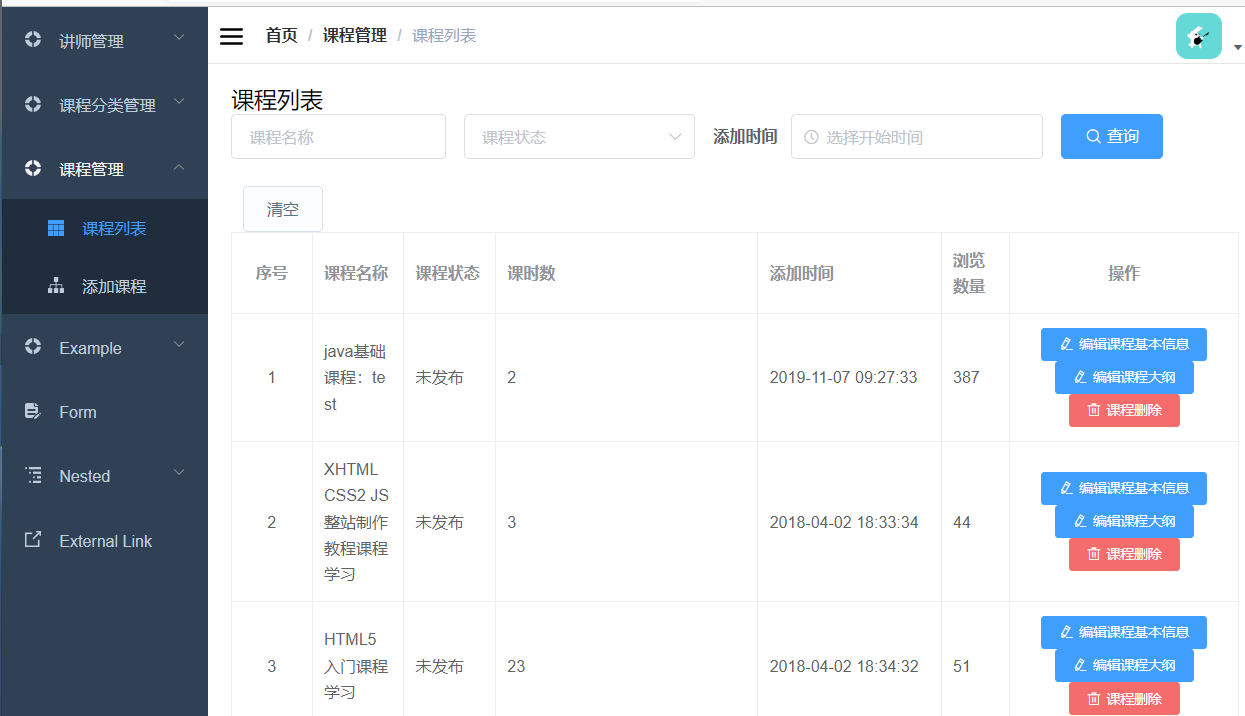 讲师管理
课程分类管理
课程管理
课程列表
添加课程
Example
Form
Nested
External Link
首页 / 课程管理 / 课程列表
课程列表
课程名称 课程状态 添加时间 选择开始时间 查询
清空
序号 课程名称 课程状态 课时数 添加时间 浏览 操作
数量
java基础
课程：te
st
1 未发布 2 2019-11-07 09:27:33 387
编辑课程基本信息
编辑课程大纲
课程删除
XHTML
CSS2 JS
整站制作
教程课程
学习
2 未发布 3 2018-04-02 18:33:34 44
编辑课程基本信息
编辑课程大纲
课程删除
HTML5
入门课程
学习
3 未发布 23 2018-04-02 18:34:32 51
编辑课程基本信息
编辑课程大纲
课程删除